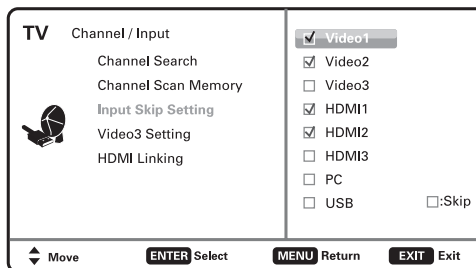 TV Channel / Input
Channel Search
Channel Scan Memory
Input Skip Setting
Video3 Setting
HDMI Linking
Video1
Video2
Video3
HDMI1
HDMI2
HDMI3
PC
USB
:Skip
Move ENTER Select MENU Return EXIT Exit